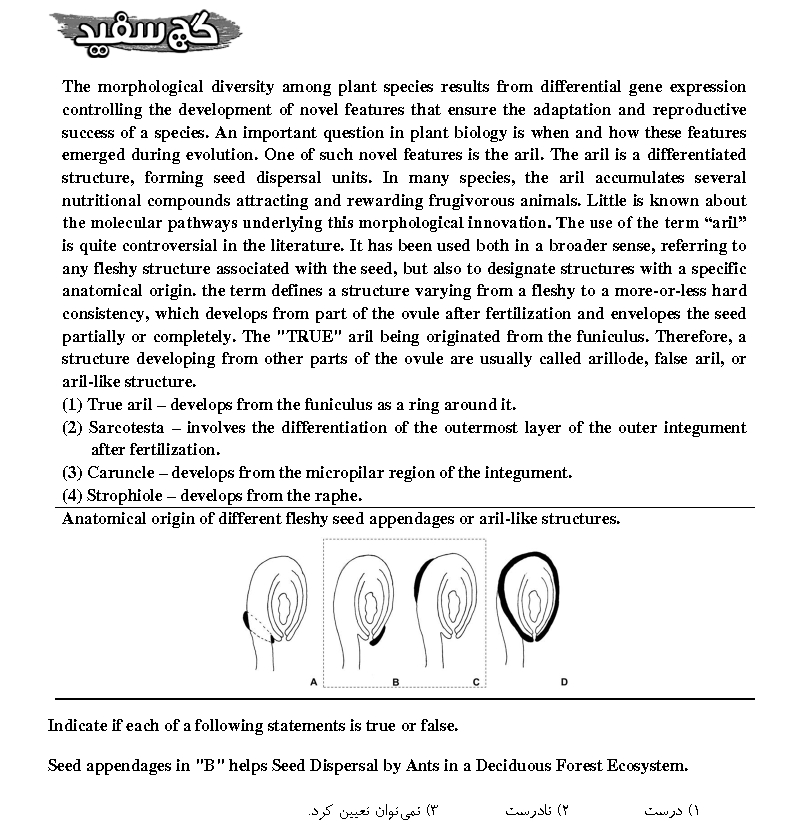 گچ سفید
The morphological diversity among plant species results from differential gene expression
controlling the development of novel features that ensure the adaptation and reproductive
success of a species. An important question in plant biology is when and how these features
emerged during evolution. One of such novel features is the aril. The aril is a differentiated
structure, forming seed dispersal units. In many species, the aril accumulates several
nutritional compounds attracting and rewarding frugivorous animals. Little is known about
the molecular pathways underlying this morphological innovation. The use of the term “aril”
is quite controversial in the literature. It has been used both in a broader sense, referring to
any fleshy structure associated with the seed, but also to designate structures with a specific
anatomical origin. the term defines a structure varying from a fleshy to a more-or-less hard
consistency, which develops from part of the ovule after fertilization and envelopes the seed
partially or completely. The "TRUE" aril being originated from the funiculus. Therefore, a
structure developing from other parts of the ovule are usually called arillode, false aril, or
aril-like structure.
(1) True aril – develops from the funiculus as a ring around it.
(2) Sarcotesta – involves the differentiation of the outermost layer of the outer integument
after fertilization.
(3) Caruncle – develops from the micropilar region of the integument.
(4) Strophiole – develops from the raphe.
Anatomical origin of different fleshy seed appendages or aril-like structures.
A B C D
Indicate if each of a following statements is true or false.
Seed appendages in "B" helps Seed Dispersal by Ants in a Deciduous Forest Ecosystem.
۱) درست ۲) نادرست ۳) نمی‌توان تعیین کرد.